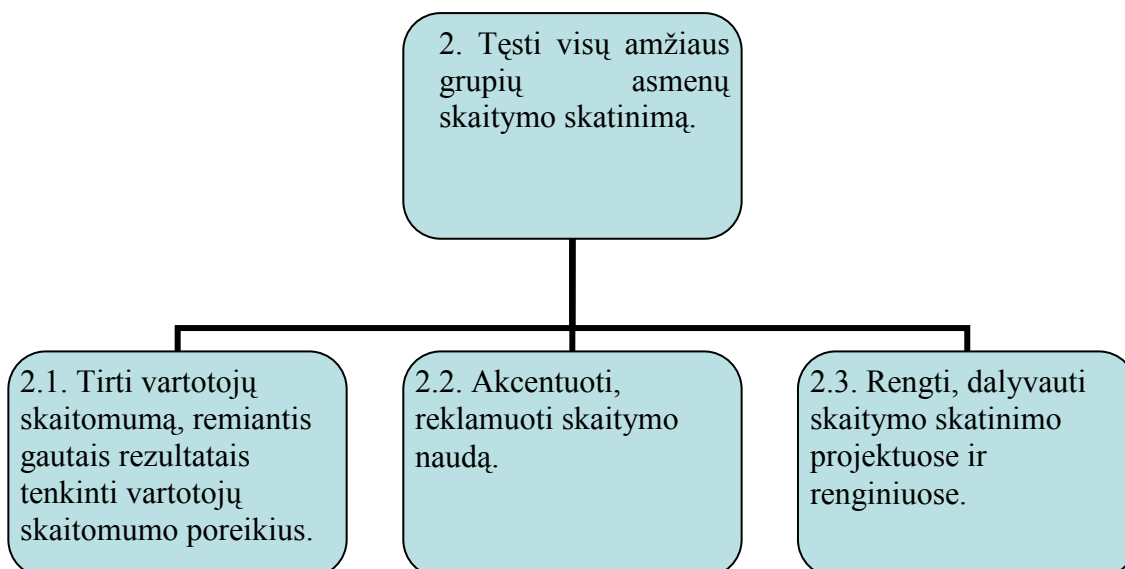 2. Tęsti visų amžiaus
grupių asmenų
skaitymo skatinimą.
2.1. Tirti vartotojų
skaitomumą, remiantis
gautais rezultatais
tenkinti vartotojų
skaitomumo poreikius.
2.2. Akcentuoti,
reklamuoti skaitymo
naudą.
2.3. Rengti, dalyvauti
skaitymo skatinimo
projektuose ir
renginiuose.